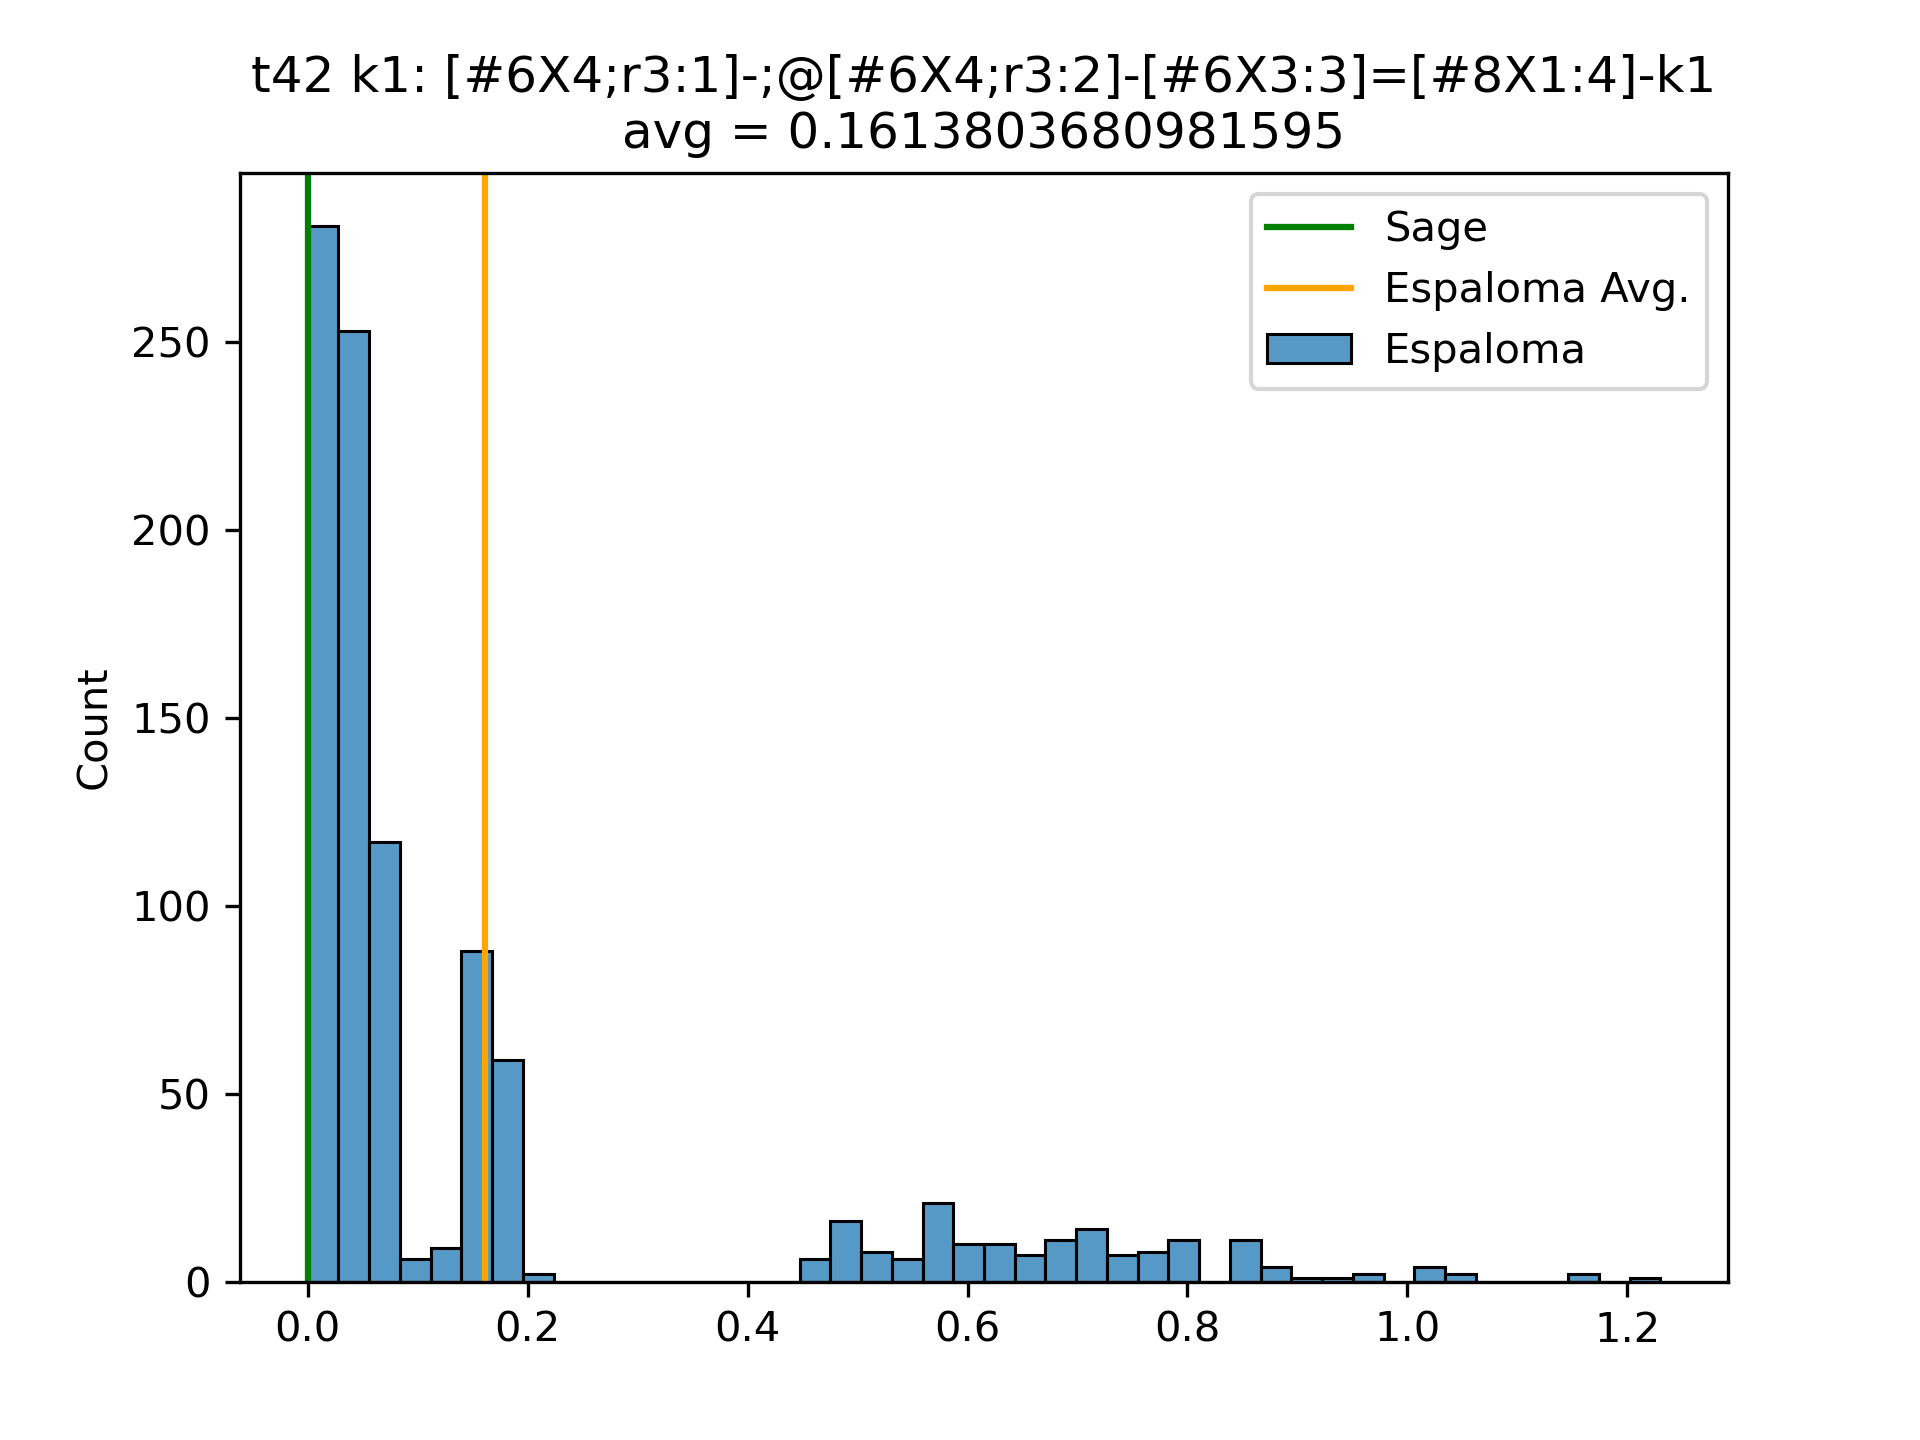 t42 k1: [#6X4;r3:1]-;@[#6X4;r3:2]-[#6X3:3]=[#8X1:4]-k1
avg = 0.1613803680981595
Sage
Espaloma Avg.
Espaloma
Count
250
200
150
100
50
0
0.0 0.2 0.4 0.6 0.8 1.0 1.2